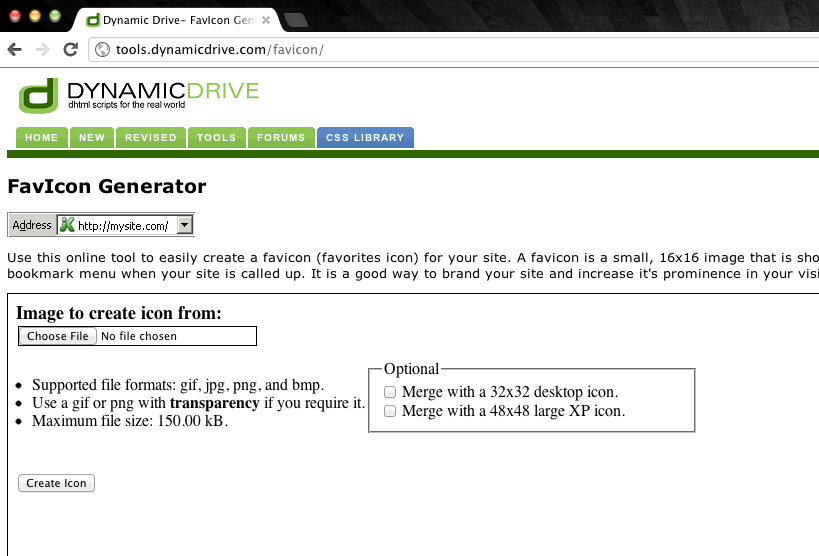 Dynamic Drive- FavIcon Gene
tools.dynamicdrive.com/favicon/
DYNAMICDRIVE
dhtml scripts for the real world
HOME NEW REVISED TOOLS FORUMS CSS LIBRARY
FavIcon Generator
Address http://mysite.com/
Use this online tool to easily create a favicon (favorites icon) for your site. A favicon is a small, 16x16 image that is sho
bookmark menu when your site is called up. It is a good way to brand your site and increase it's prominence in your visi
Image to create icon from:
Choose File No file chosen
Supported file formats: gif, jpg, png, and bmp.
Use a gif or png with transparency if you require it.
Maximum file size: 150.00 kB.
Optional
Merge with a 32x32 desktop icon.
Merge with a 48x48 large XP icon.
Create Icon